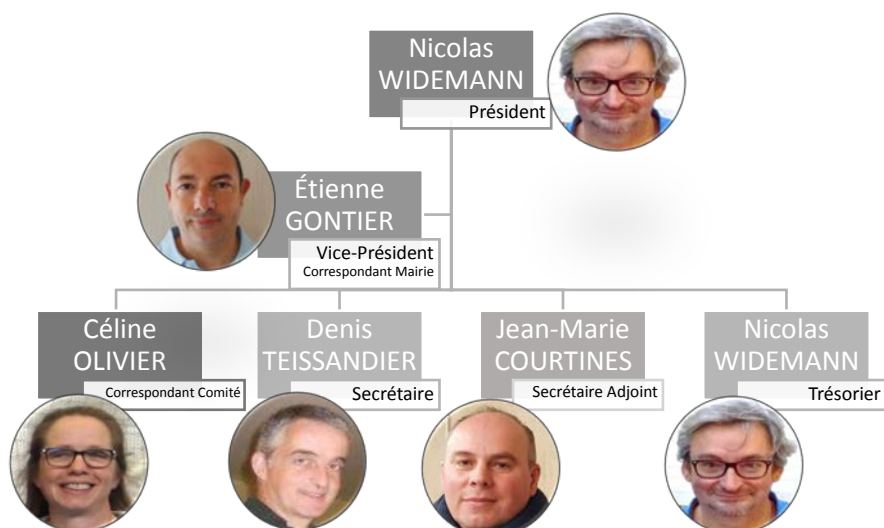 Nicolas
WIDEMANN
Président
Étienne
GONTIER
Vice-Président
Correspondant Mairie
Céline
OLIVIER
Correspondant Comité
Denis
TEISSANDIER
Secrétaire
Jean-Marie
COURTINES
Secrétaire Adjoint
Nicolas
WIDEMANN
Trésorier